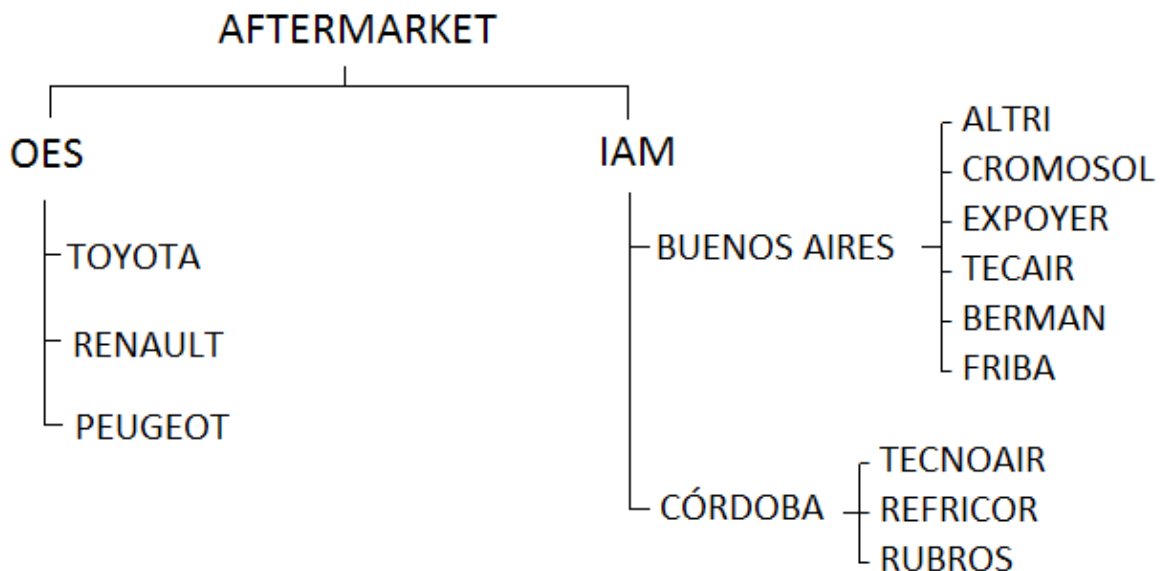 AFTERMARKET
OES
TOYOTA
RENAULT
PEUGEOT
IAM
BUENOS AIRES
ALTRI
CROMOSOL
EXPOYER
TECAIR
BERMAN
FRIBA
CÓRDOBA
TECNOAIR
REFRICOR
RUBROS